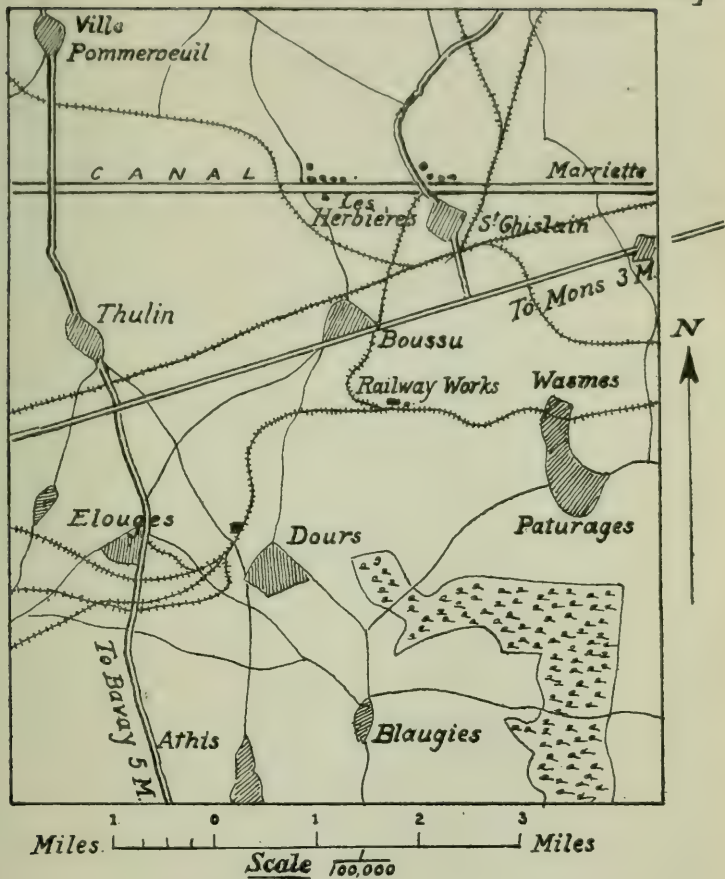 Ville
Pommeroeuil
CANAL
Marriette
Les
Herbières
St Ghislain
To Mons 3 M.
Thulin
Boussu
N
Railway Works
Wasmes
Elouges
Dours
Paturages
To Bavay 5 M.
Athis
Blaugies
1 0 1 2 3
Miles. Miles
Scale 1/100,000